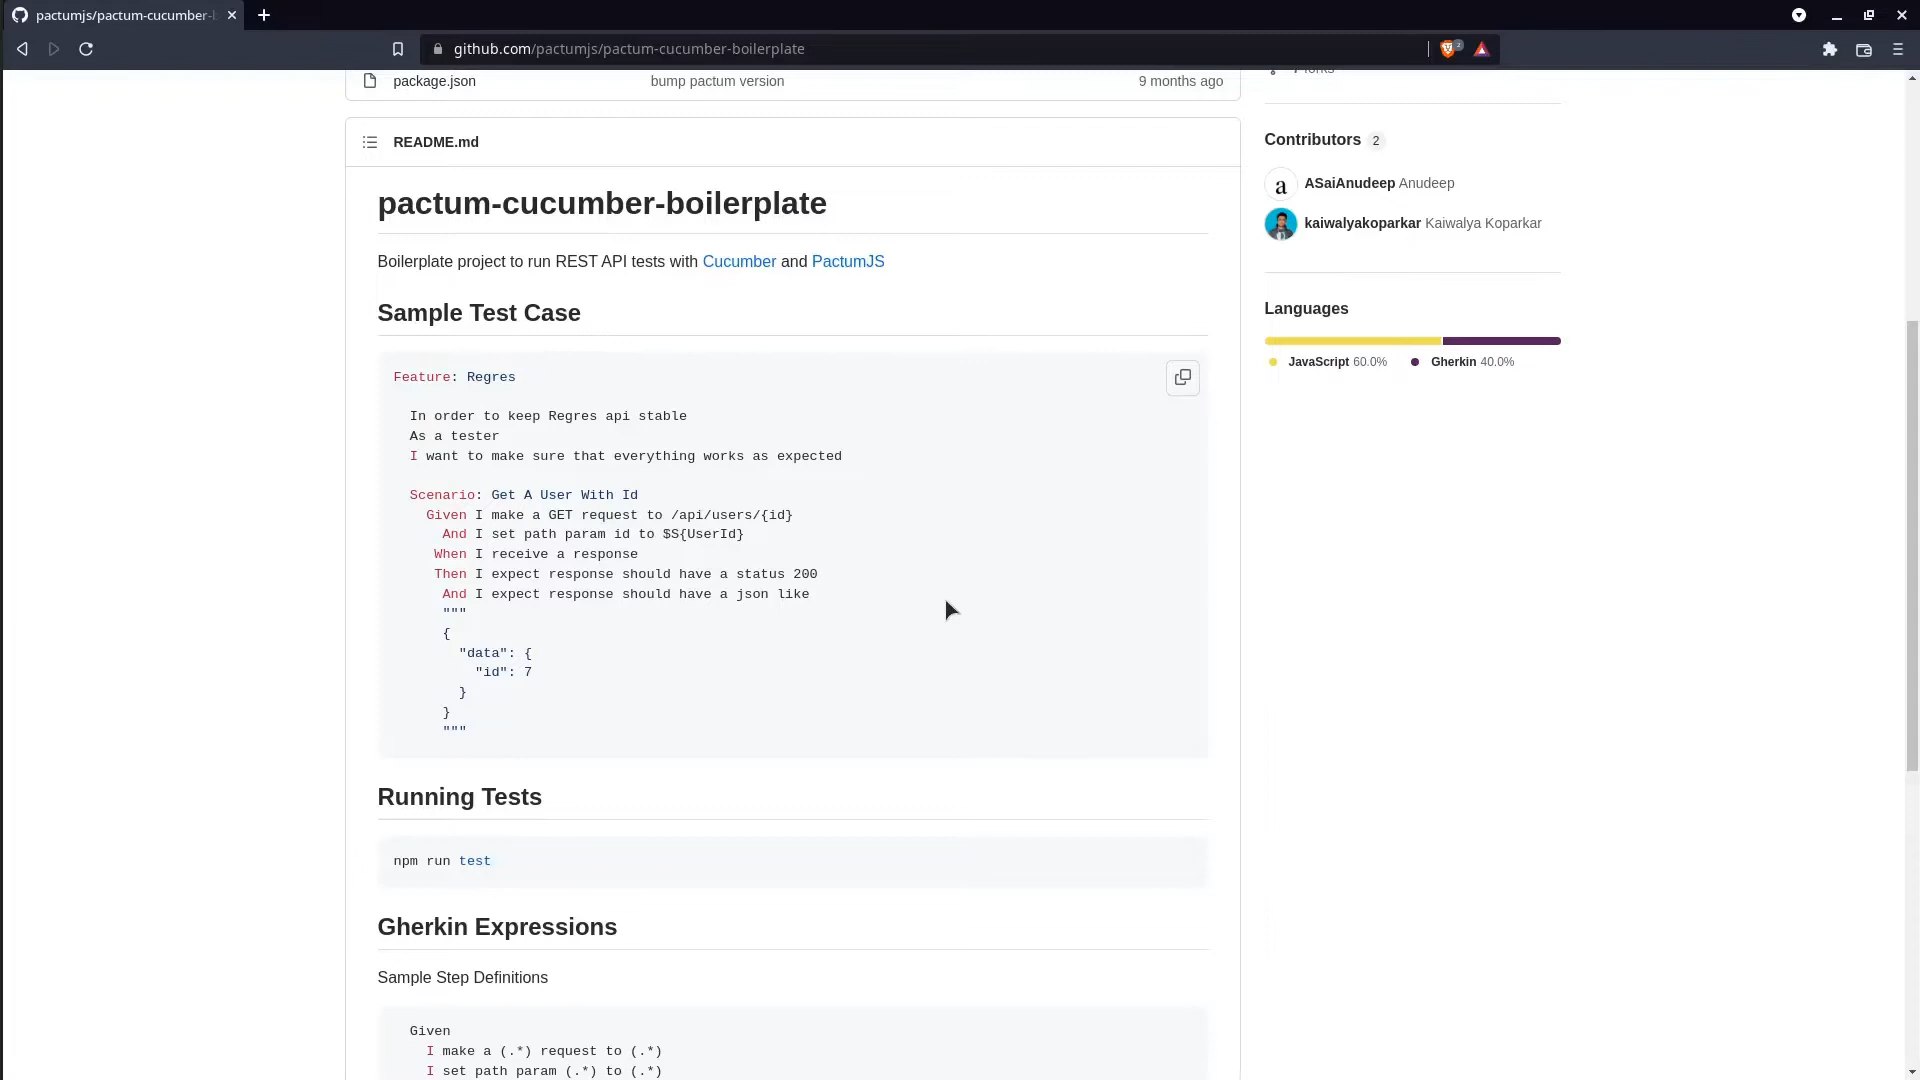 pactumjs/pactum-cucumber-b
github.com/pactumjs/pactum-cucumber-boilerplate
2
package.json bump pactum version 9 months ago
README.md
pactum-cucumber-boilerplate
Boilerplate project to run REST API tests with Cucumber and PactumJS
Sample Test Case
Feature: Regres
In order to keep Regres api stable
As a tester
I want to make sure that everything works as expected
Scenario: Get A User With Id
Given I make a GET request to /api/users/{id}
And I set path param id to $S{UserId}
When I receive a response
Then I expect response should have a status 200
And I expect response should have a json like
"""
{
"data": {
"id": 7
}
}
"""
Running Tests
npm run test
Gherkin Expressions
Sample Step Definitions
Given
I make a (.*) request to (.*)
I set path param (.*) to (.*)
forks
Contributors 2
a
ASaiAnudeep Anudeep
kaiwalyakoparkar Kaiwalya Koparkar
Languages
JavaScript 60.0% Gherkin 40.0%